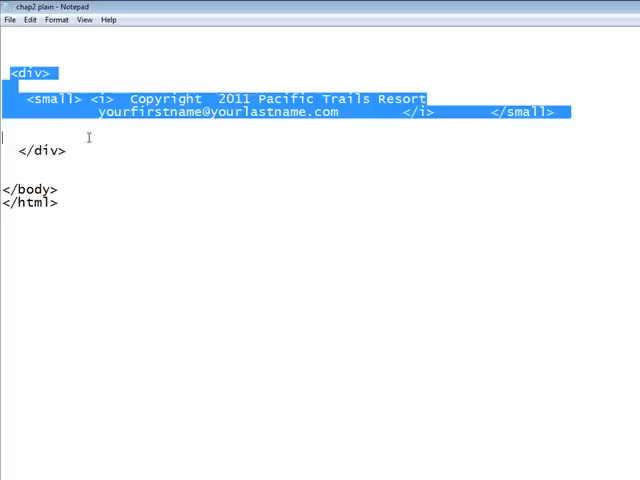 chap2 plain - Notepad
File Edit Format View Help
<div>
<small> <i> Copyright 2011 Pacific Trails Resort
yourfirstname@yourlastname.com </i> </small>
</div>
</body>
</html>